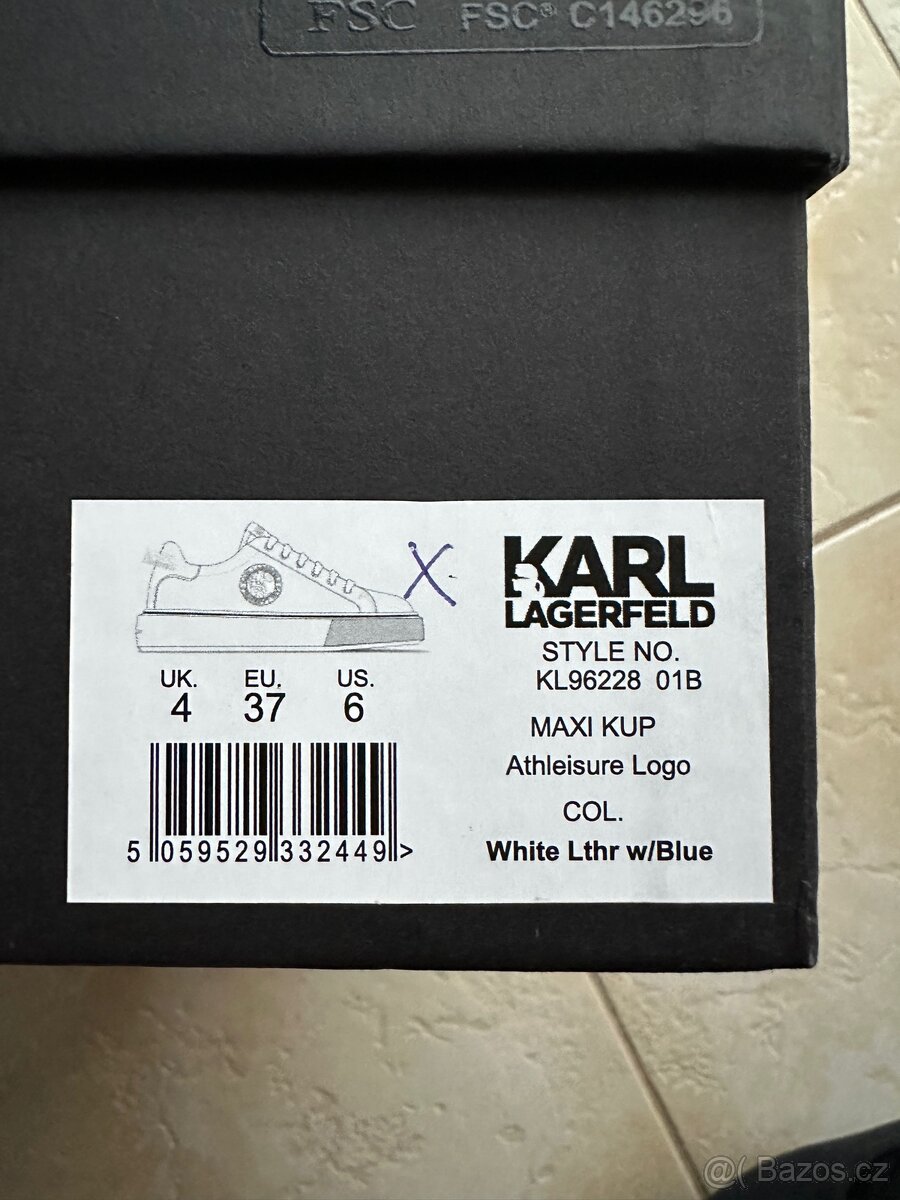 FSC FSC® C146296
KARL
LAGERFELD
STYLE NO.
KL96228 01B
UK. EU. US.
4 37 6
MAXI KUP
Athleisure Logo
COL.
White Lthr w/Blue
5 059529 332449 >
X
@( Bazos.cz